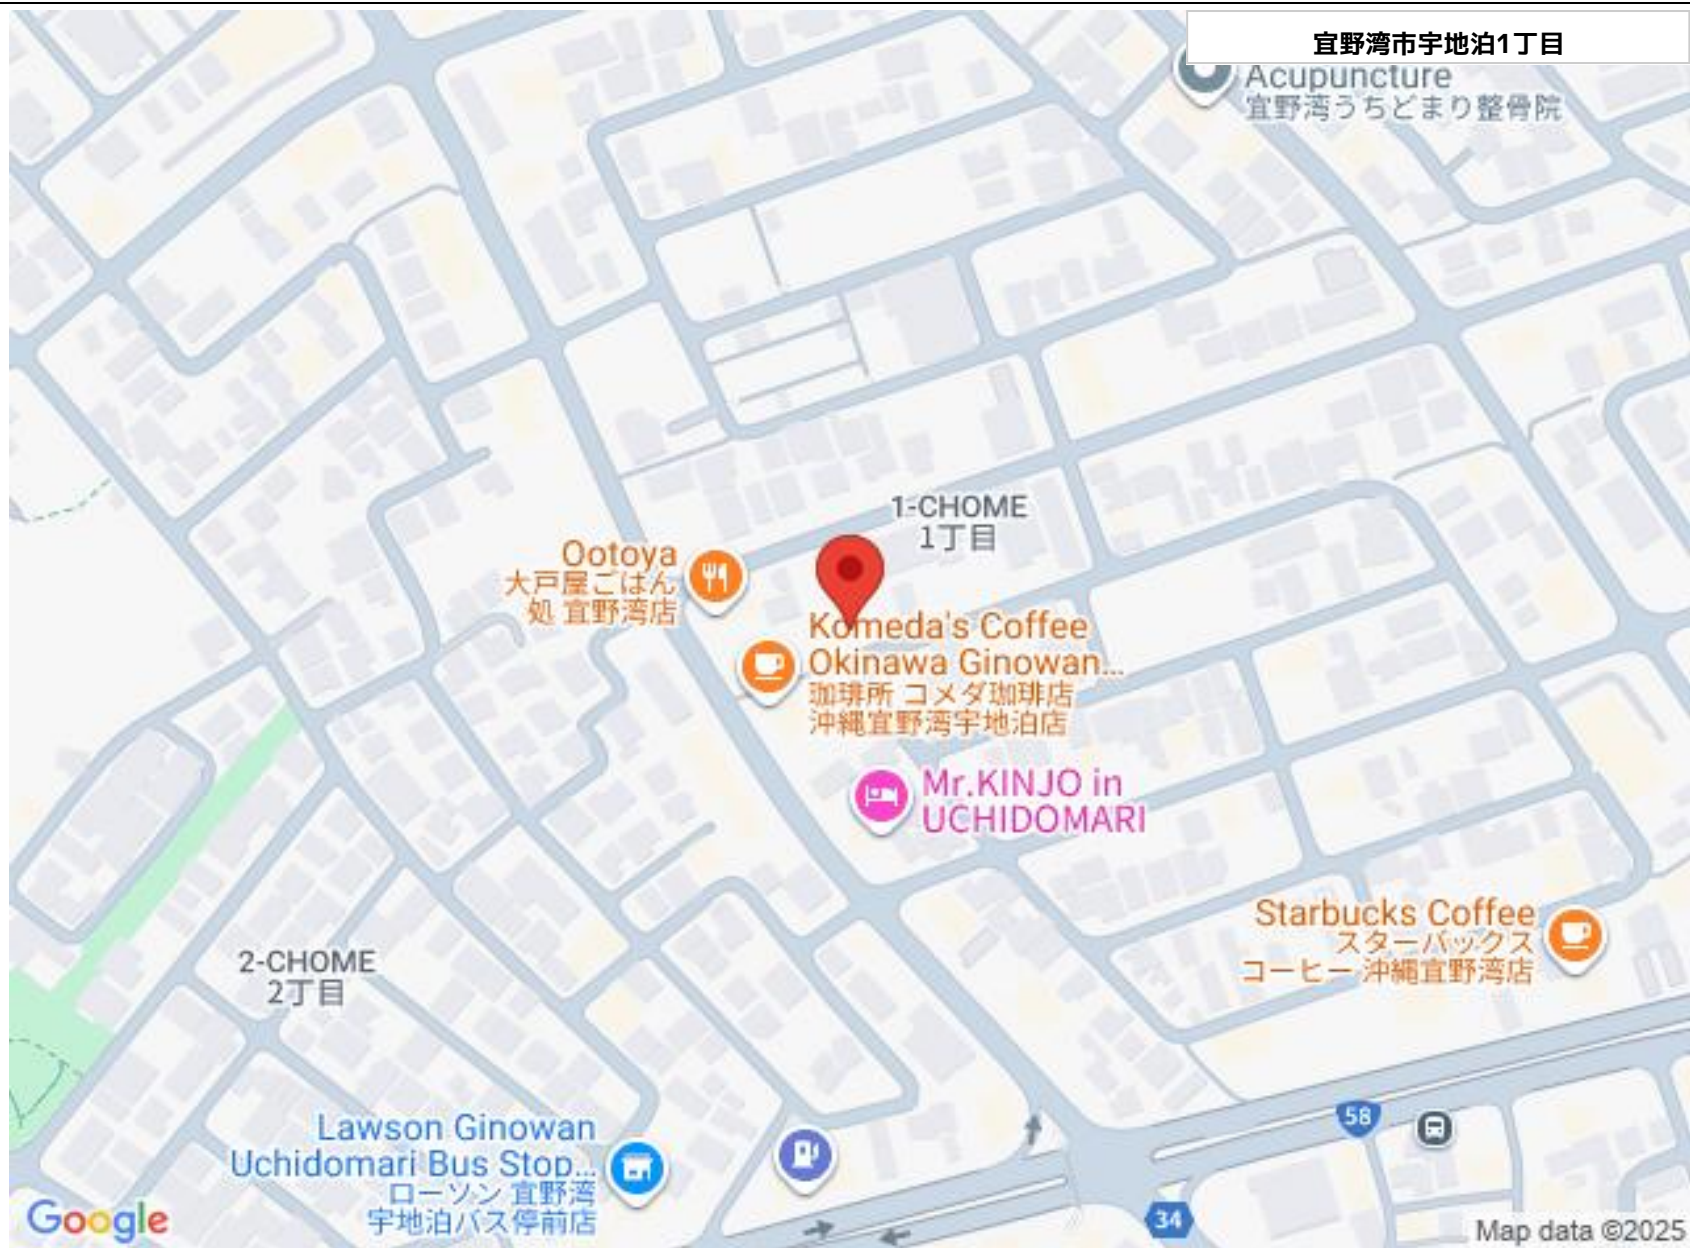 宜野湾市宇地泊1丁目
Acupuncture
宜野湾うちどまり整骨院
1-CHOME
1丁目
Ootoya
大戸屋ごはん
処 宜野湾店
Komeda's Coffee
Okinawa Ginowan...
珈琲所 コメダ珈琲店
沖縄宜野湾宇地泊店
Mr.KINJO in
UCHIDOMARI
Starbucks Coffee
スターバックス
コーヒー 沖縄宜野湾店
2-CHOME
2丁目
58
Lawson Ginowan
Uchidomari Bus Stop...
ローソン 宜野湾
宇地泊バス停前店
34
Google
Map data ©2025